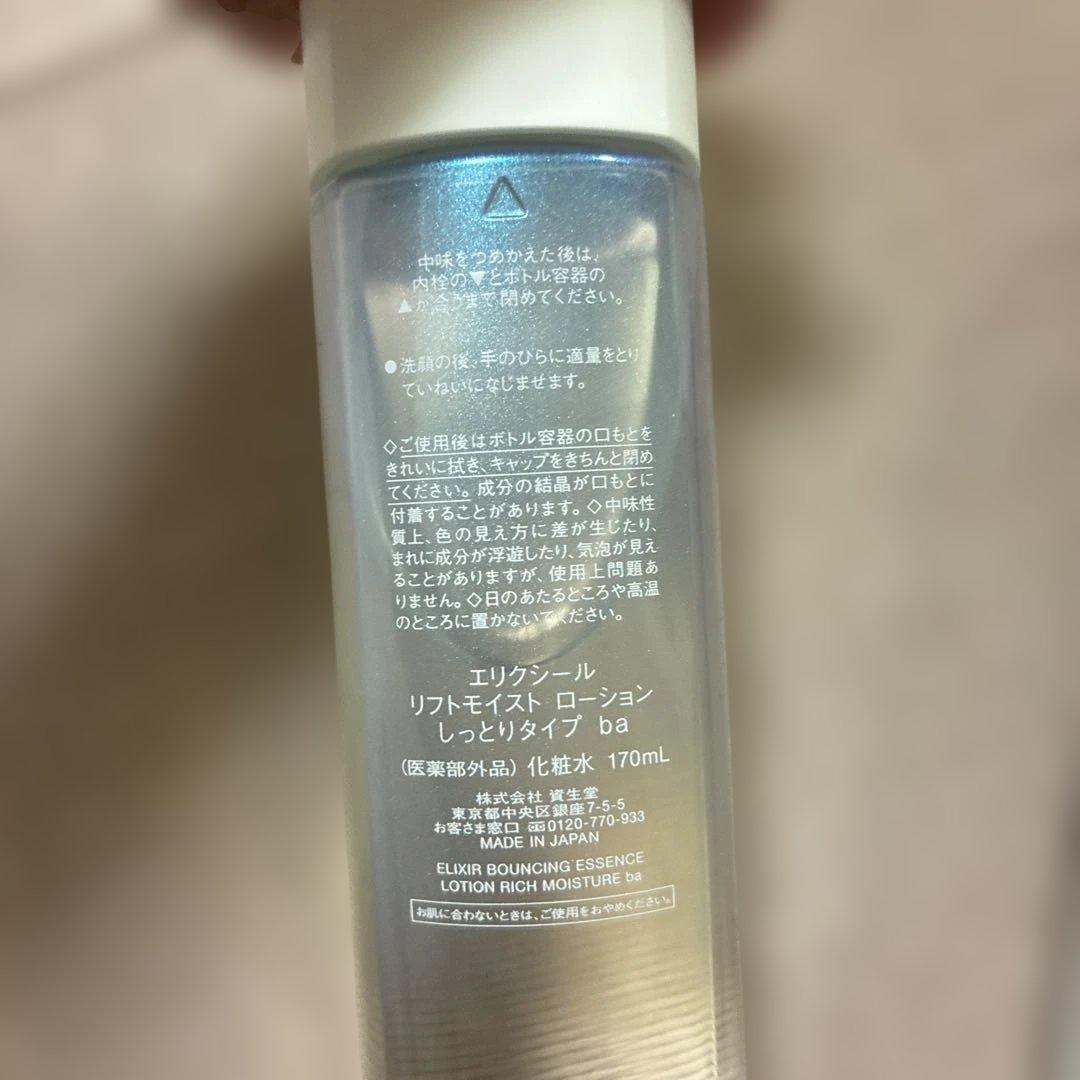 中味をつめかえた後は、
内栓の▼とボトル容器の
▲が合うまで閉めてください。
●洗顔の後、手のひらに適量をとり
ていねいになじませます。
◇ご使用後はボトル容器の口もとを
きれいに拭き、キャップをきちんと閉め
てください。成分の結晶が口もとに
付着することがあります。◇中味性
質上、色の見え方に差が生じたり、
まれに成分が浮遊したり、気泡が見え
ることがありますが、使用上問題あ
りません。◇日のあたるところや高温
のところに置かないでください。
エリクシール
リフトモイスト ローション
しっとりタイプ ba
(医薬部外品) 化粧水 170mL
株式会社 資生堂
東京都中央区銀座7-5-5
お客さま窓口 0120-770-933
MADE IN JAPAN
ELIXIR BOUNCING ESSENCE
LOTION RICH MOISTURE ba
お肌に合わないときは、ご使用をおやめください。